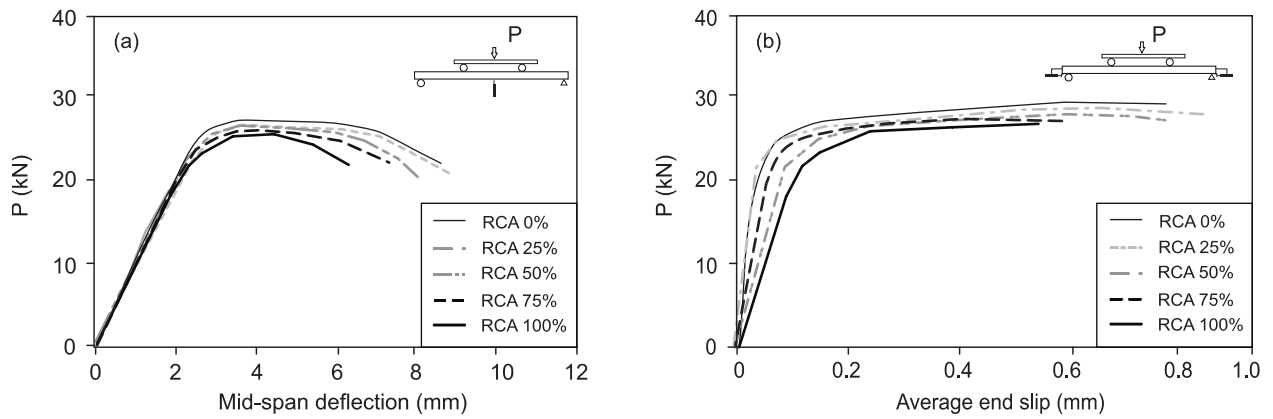 (a)
P
P (kN)
40
30
20
10
0
0 2 4 6 8 10 12
Mid-span deflection (mm)
RCA 0%
RCA 25%
RCA 50%
RCA 75%
RCA 100%
(b)
P
P (kN)
40
30
20
10
0
0 0.2 0.4 0.6 0.8 1.0
Average end slip (mm)
RCA 0%
RCA 25%
RCA 50%
RCA 75%
RCA 100%